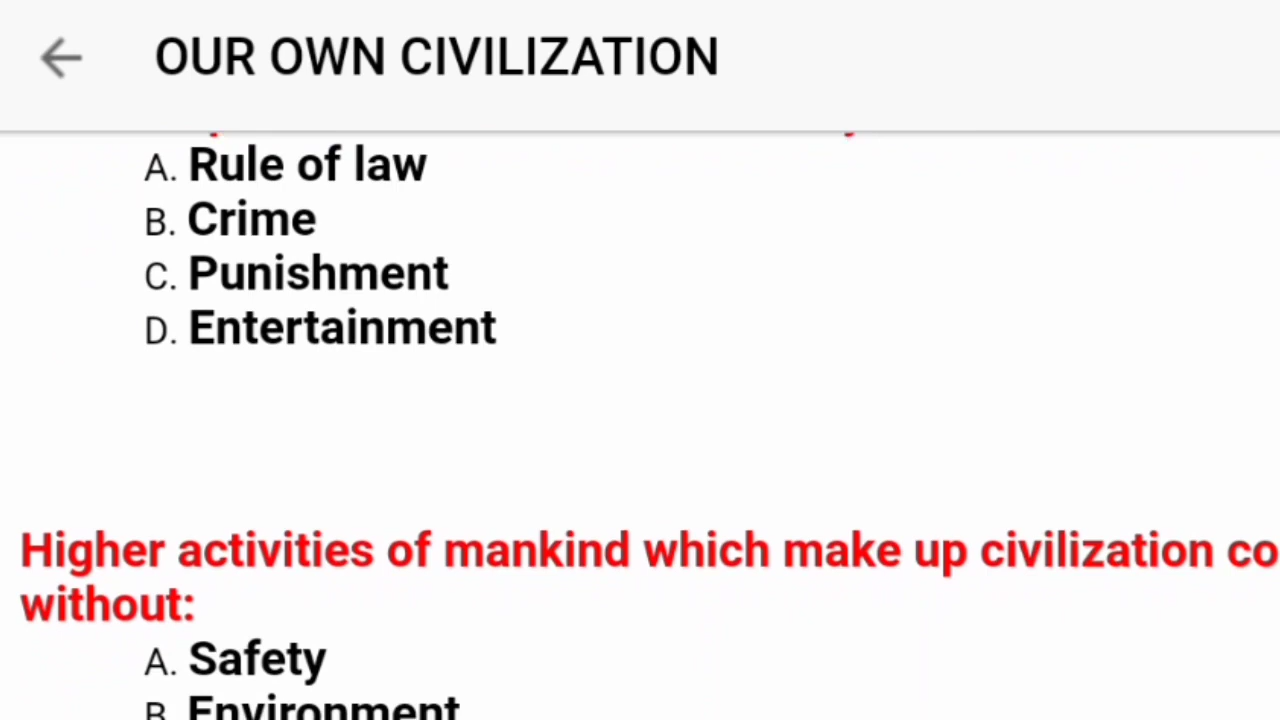 OUR OWN CIVILIZATION
A. Rule of law
B. Crime
C. Punishment
D. Entertainment
Higher activities of mankind which make up civilization co
without:
A. Safety
B. Environment